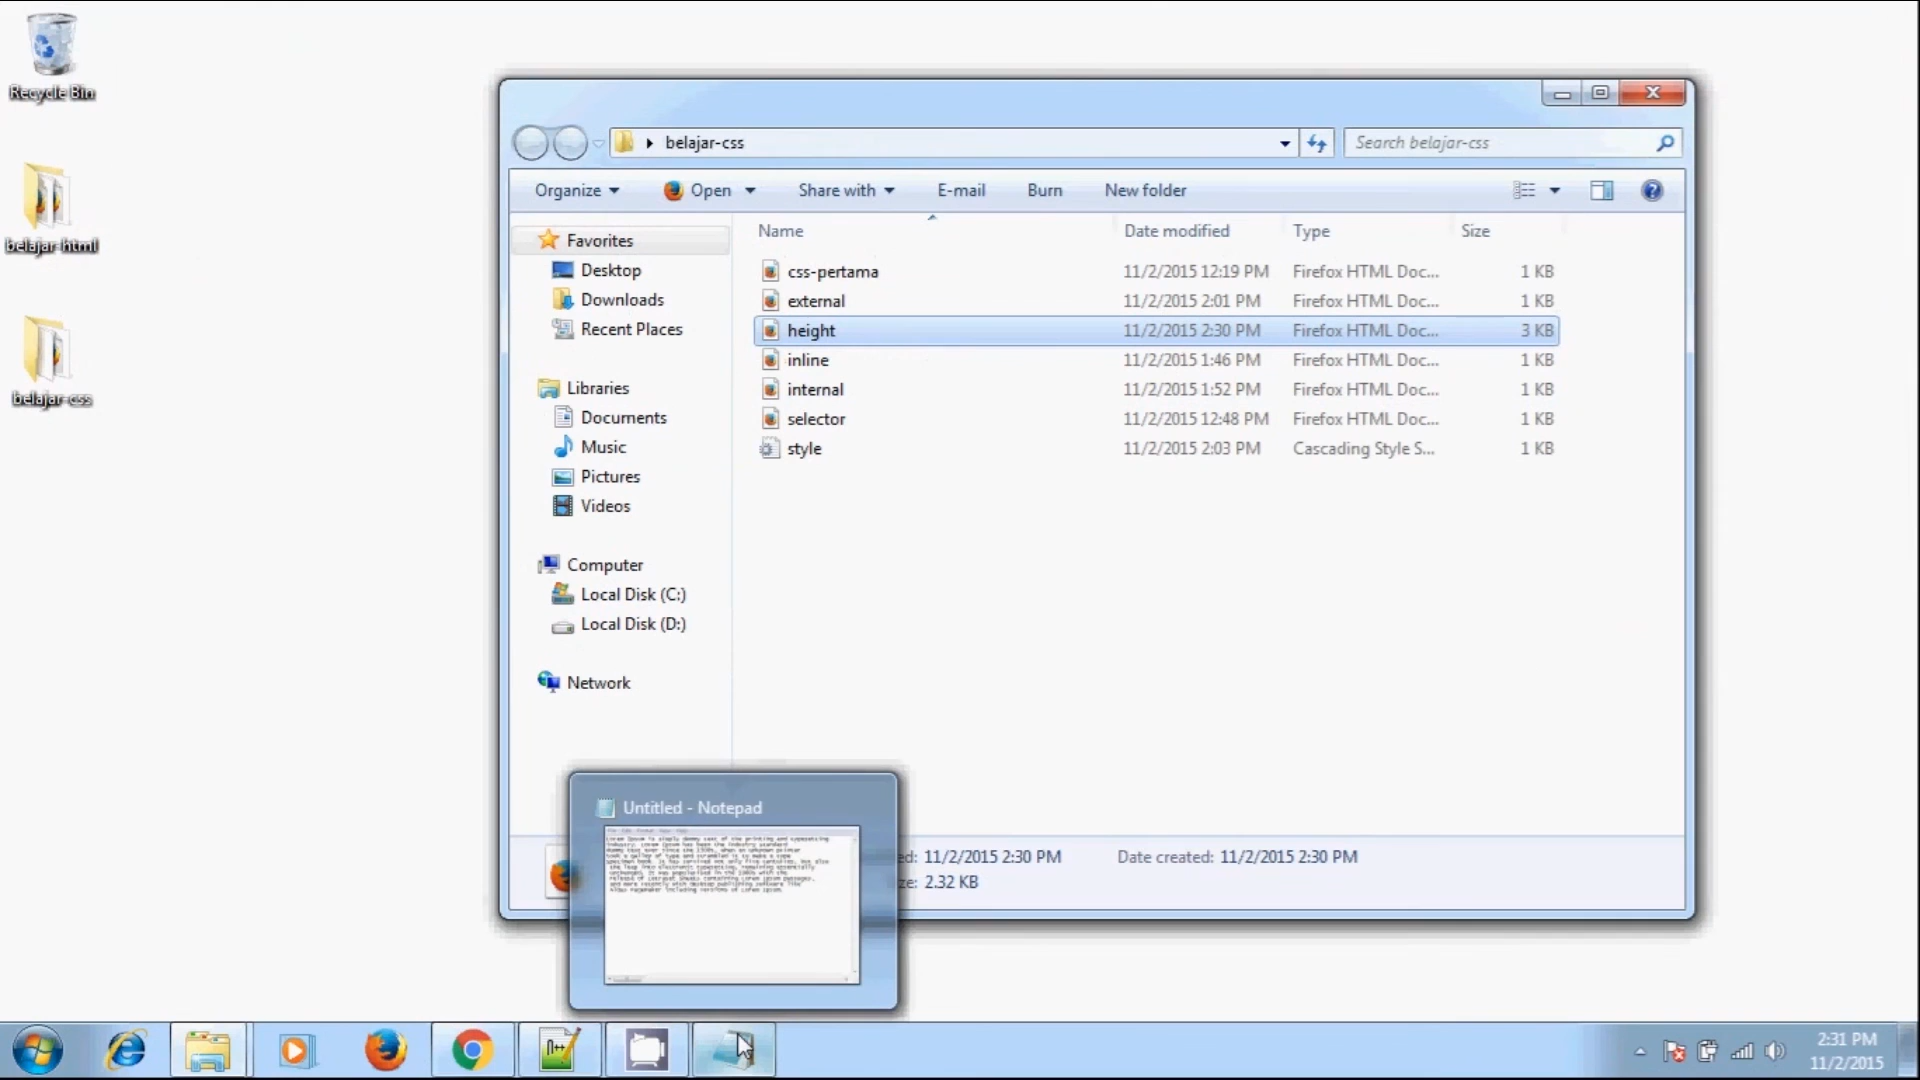 Recycle Bin
belajar-html
belajar-css
belajar-css
Search belajar-css
Organize
Open
Share with
E-mail
Burn
New folder
Favorites
Desktop
Downloads
Recent Places
Libraries
Documents
Music
Pictures
Videos
Computer
Local Disk (C:)
Local Disk (D:)
Network
Name Date modified Type Size
css-pertama 11/2/2015 12:19 PM Firefox HTML Doc... 1 KB
external 11/2/2015 2:01 PM Firefox HTML Doc... 1 KB
height 11/2/2015 2:30 PM Firefox HTML Doc... 3 KB
inline 11/2/2015 1:46 PM Firefox HTML Doc... 1 KB
internal 11/2/2015 1:52 PM Firefox HTML Doc... 1 KB
selector 11/2/2015 12:48 PM Firefox HTML Doc... 1 KB
style 11/2/2015 2:03 PM Cascading Style S... 1 KB
ed: 11/2/2015 2:30 PM Date created: 11/2/2015 2:30 PM
ze: 2.32 KB
Untitled - Notepad
2:31 PM
11/2/2015